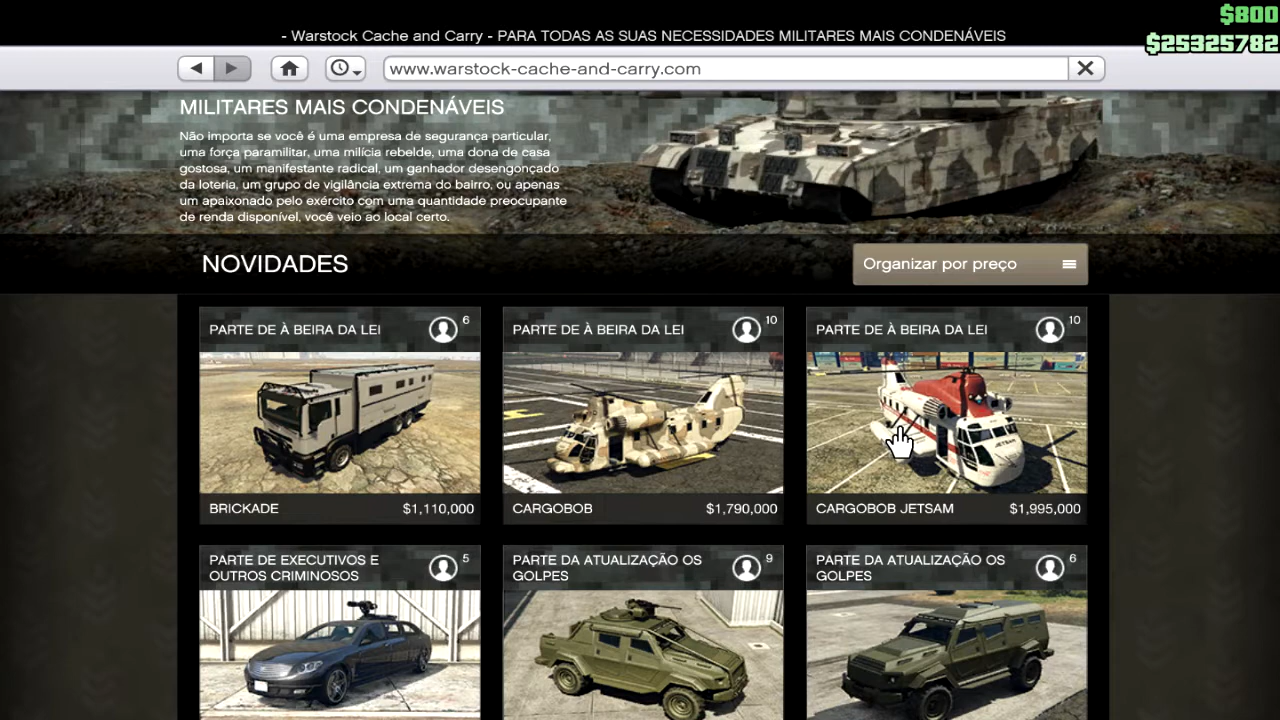 $800
- Warstock Cache and Carry - PARA TODAS AS SUAS NECESSIDADES MILITARES MAIS CONDENÁVEIS
$25325782
www.warstock-cache-and-carry.com
MILITARES MAIS CONDENÁVEIS
Não importa se você é uma empresa de segurança particular,
uma força paramilitar, uma milícia rebelde, uma dona de casa
gostosa, um manifestante radical, um ganhador desengonçado
da loteria, um grupo de vigilância extrema do bairro, ou apenas
um apaixonado pelo exército com uma quantidade preocupante
de renda disponível, você veio ao local certo.
NOVIDADES
Organizar por preço
PARTE DE À BEIRA DA LEI 6
PARTE DE À BEIRA DA LEI 10
PARTE DE À BEIRA DA LEI 10
JETSAM
BRICKADE $1,110,000
CARGOBOB $1,790,000
CARGOBOB JETSAM $1,995,000
PARTE DE EXECUTIVOS E
OUTROS CRIMINOSOS 5
PARTE DA ATUALIZAÇÃO OS
GOLPES 9
PARTE DA ATUALIZAÇÃO OS
GOLPES 6